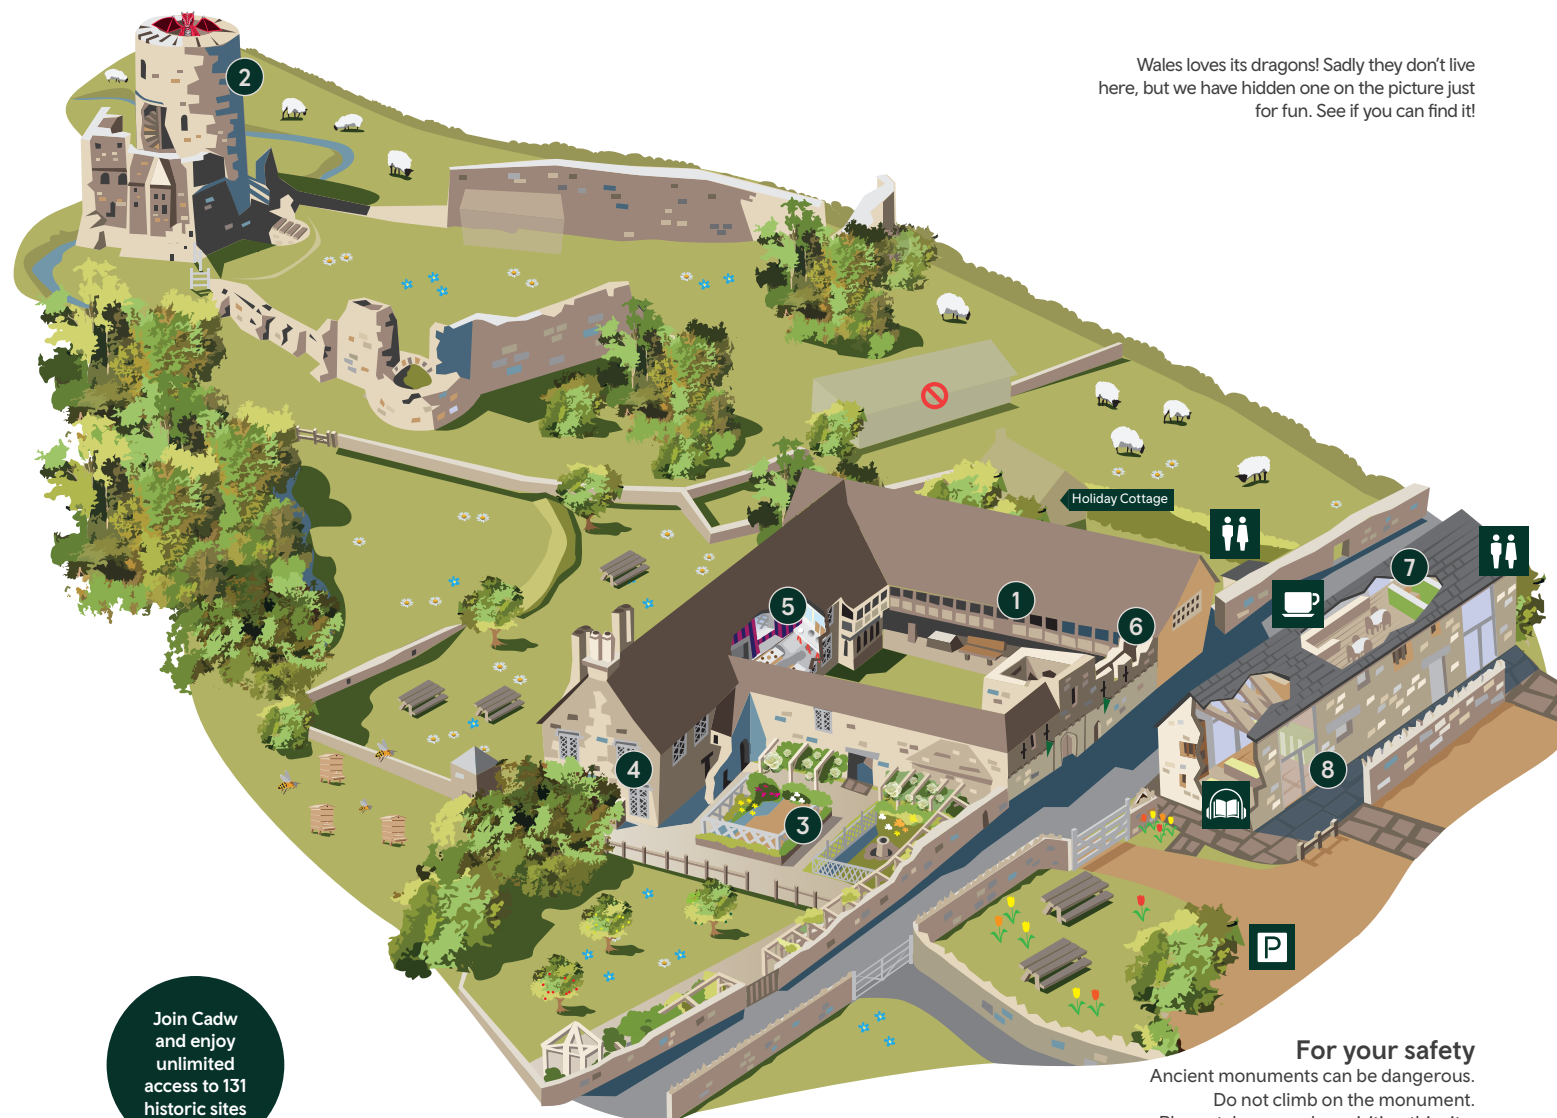 Wales loves its dragons! Sadly they don’t live
here, but we have hidden one on the picture just
for fun. See if you can find it!
2
Holiday Cottage
7
5
1
6
4
8
3
P
Join Cadw
and enjoy
unlimited
access to 131
historic sites
For your safety
Ancient monuments can be dangerous.
Do not climb on the monument.